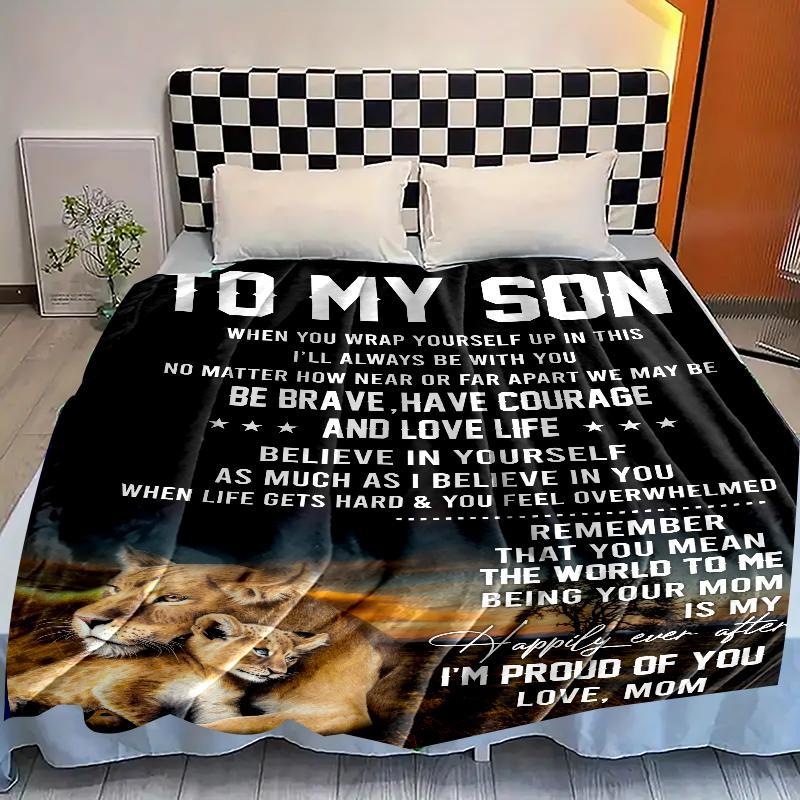 TO MY SON
WHEN YOU WRAP YOURSELF UP IN THIS
I'LL ALWAYS BE WITH YOU
NO MATTER HOW NEAR OR FAR APART WE MAY BE
BE BRAVE, HAVE COURAGE
★ ★ ★ AND LOVE LIFE ★ ★ ★
BELIEVE IN YOURSELF
AS MUCH AS I BELIEVE IN YOU
WHEN LIFE GETS HARD & YOU FEEL OVERWHELMED
REMEMBER
THAT YOU MEAN
THE WORLD TO ME
BEING YOUR MOM
IS MY
Happily ever after
I'M PROUD OF YOU
LOVE, MOM